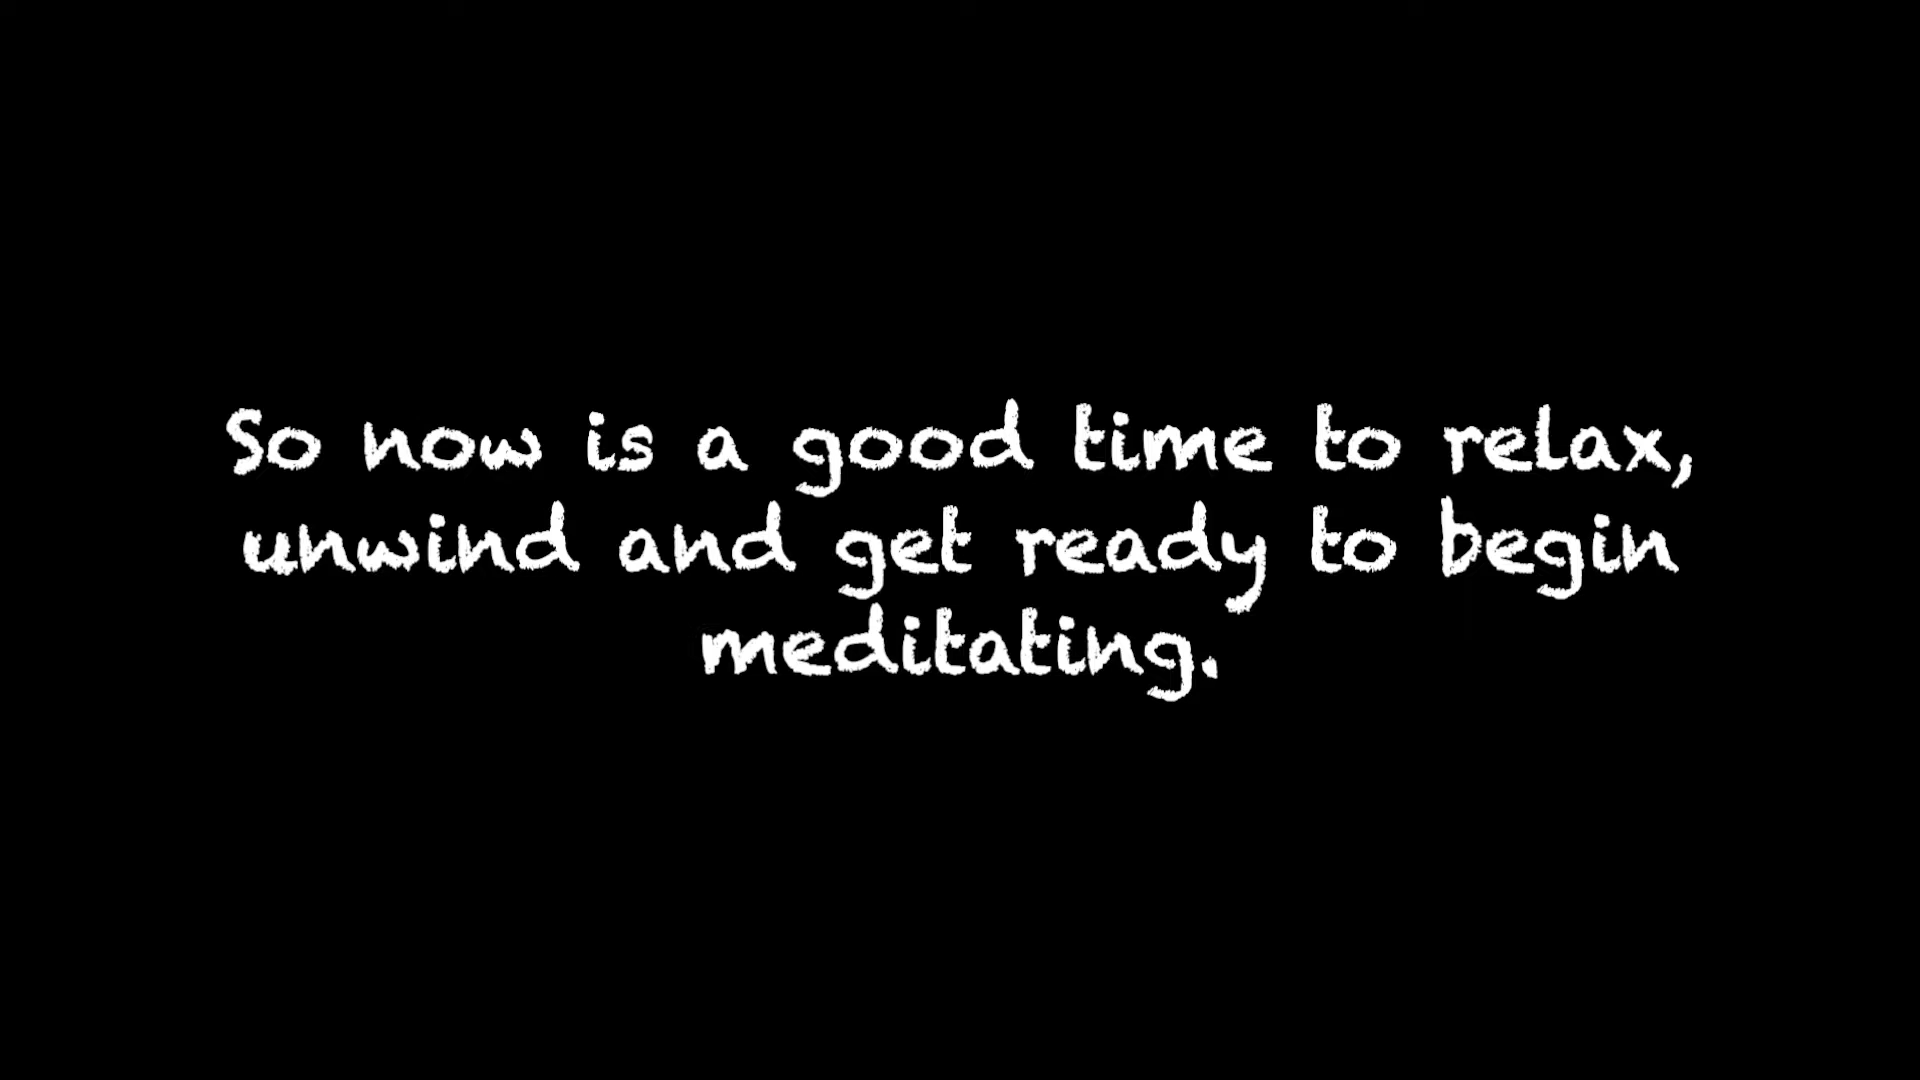 So now is a good time to relax,
unwind and get ready to begin
meditating.